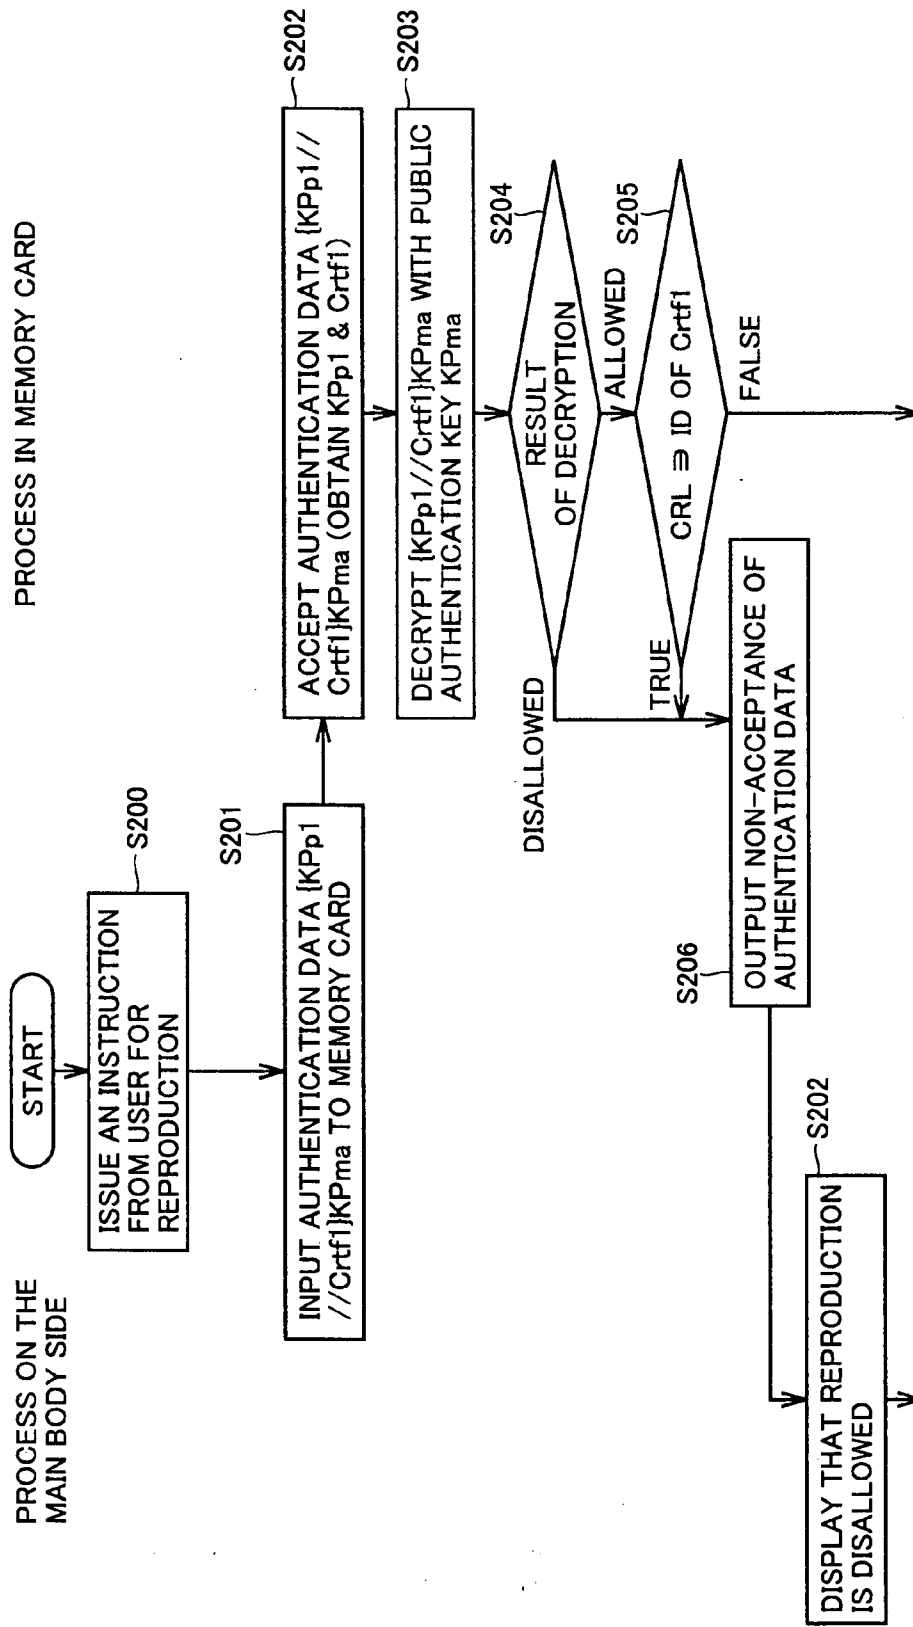 PROCESS ON THE
MAIN BODY SIDE
PROCESS IN MEMORY CARD
START
ISSUE AN INSTRUCTION
FROM USER FOR
REPRODUCTION
S200
S201
INPUT AUTHENTICATION DATA {KPp1
//Crtf1}KPma TO MEMORY CARD
S202
ACCEPT AUTHENTICATION DATA {KPp1//
Crtf1}KPma (OBTAIN KPp1 & Crtf1)
S203
DECRYPT {KPp1//Crtf1}KPma WITH PUBLIC
AUTHENTICATION KEY KPma
S204
RESULT
OF DECRYPTION
DISALLOWED
ALLOWED
S205
CRL ∋ ID OF Crtf1
TRUE
FALSE
S206
OUTPUT NON-ACCEPTANCE OF
AUTHENTICATION DATA
S202
DISPLAY THAT REPRODUCTION
IS DISALLOWED